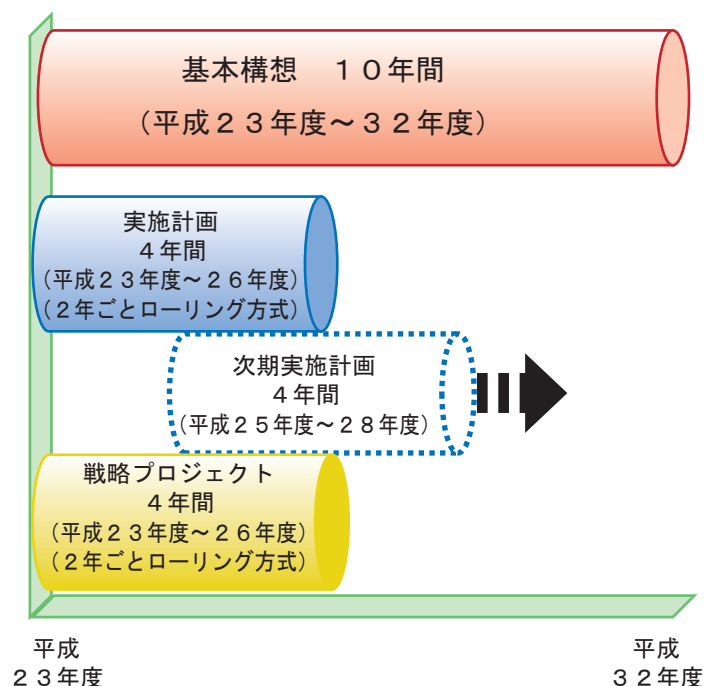 基本構想　１０年間
（平成２３年度～３２年度）
実施計画
４年間
（平成２３年度～２６年度）
（２年ごとローリング方式）
次期実施計画
４年間
（平成２５年度～２８年度）
戦略プロジェクト
４年間
（平成２３年度～２６年度）
（２年ごとローリング方式）
平成
２３年度
平成
３２年度